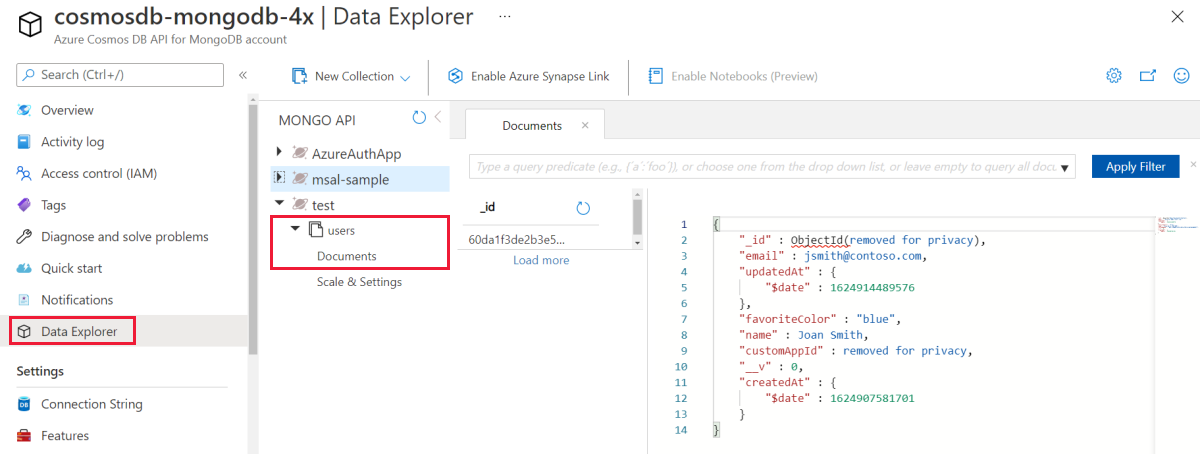 cosmosdb-mongodb-4x | Data Explorer ...
Azure Cosmos DB API for MongoDB account
Search (Ctrl+/)
Overview
Activity log
Access control (IAM)
Tags
Diagnose and solve problems
Quick start
Notifications
Data Explorer
Settings
Connection String
Features
New Collection
Enable Azure Synapse Link
Enable Notebooks (Preview)
MONGO API
AzureAuthApp
msal-sample
test
users
Documents
Scale & Settings
Documents
Type a query predicate (e.g., {´a´:´foo´}), or choose one from the drop down list, or leave empty to query all docu
Apply Filter
_id
60da1f3de2b3e5...
Load more
1 {
2 "_id" : ObjectId(removed for privacy),
3 "email" : jsmith@contoso.com,
4 "updatedAt" : {
5 "$date" : 1624914489576
6 },
7 "favoriteColor" : "blue",
8 "name" : Joan Smith,
9 "customAppId" : removed for privacy,
10 "__v" : 0,
11 "createdAt" : {
12 "$date" : 1624907581701
13 }
14 }